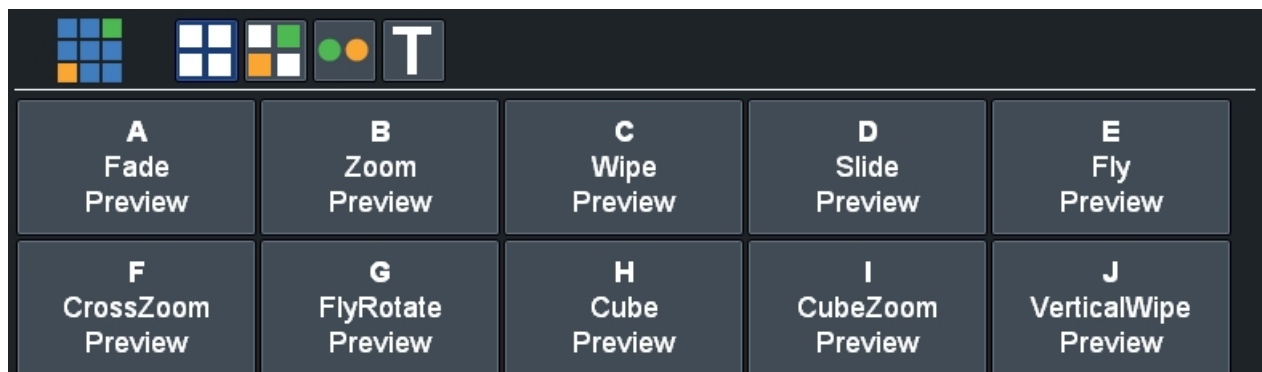 T
A
Fade
Preview
B
Zoom
Preview
C
Wipe
Preview
D
Slide
Preview
E
Fly
Preview
F
CrossZoom
Preview
G
FlyRotate
Preview
H
Cube
Preview
I
CubeZoom
Preview
J
VerticalWipe
Preview